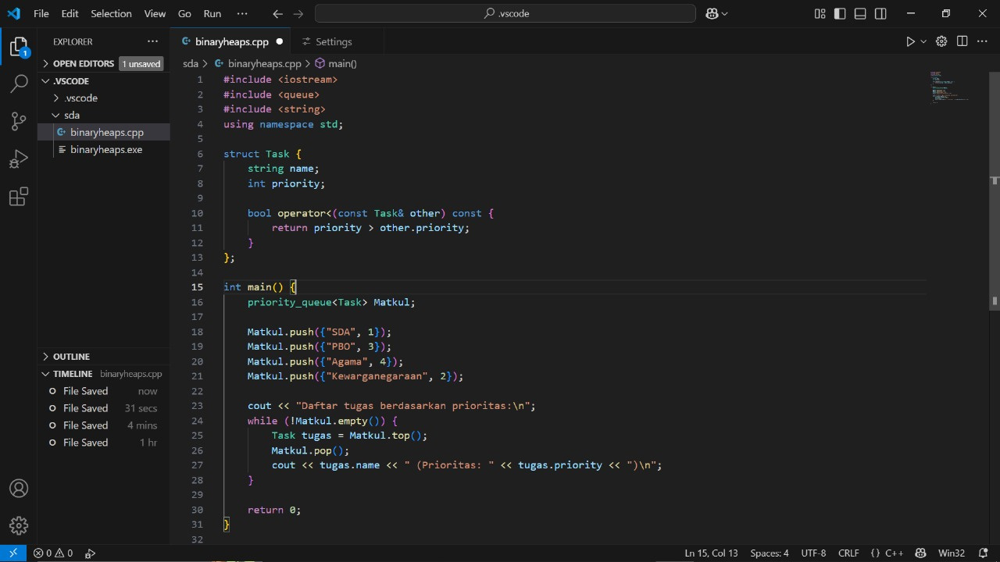 File Edit Selection View Go Run ··· .vscode
EXPLORER ···
1
OPEN EDITORS 1 unsaved
.VSCODE
.vscode
sda
binaryheaps.cpp
binaryheaps.exe
OUTLINE
TIMELINE binaryheaps.cpp
File Saved now
File Saved 31 secs
File Saved 4 mins
File Saved 1 hr
binaryheaps.cpp Settings
sda > binaryheaps.cpp > main()
1 #include <iostream>
2 #include <queue>
3 #include <string>
4 using namespace std;
5
6 struct Task {
7     string name;
8     int priority;
9
10     bool operator<(const Task& other) const {
11         return priority > other.priority;
12     }
13 };
14
15 int main() {
16     priority_queue<Task> Matkul;
17
18     Matkul.push({"SDA", 1});
19     Matkul.push({"PBO", 3});
20     Matkul.push({"Agama", 4});
21     Matkul.push({"Kewarganegaraan", 2});
22
23     cout << "Daftar tugas berdasarkan prioritas:\n";
24     while (!Matkul.empty()) {
25         Task tugas = Matkul.top();
26         Matkul.pop();
27         cout << tugas.name << " (Prioritas: " << tugas.priority << ")\n";
28     }
29
30     return 0;
31 }
32
0 0 Ln 15, Col 13 Spaces: 4 UTF-8 CRLF {} C++ Win32